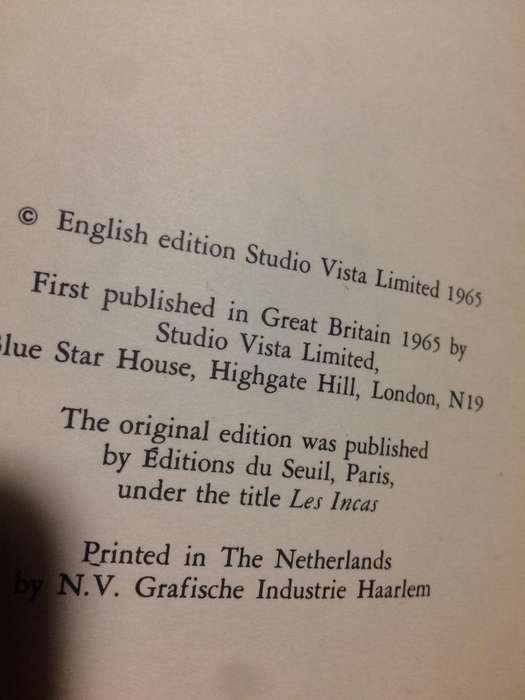 © English edition Studio Vista Limited 1965
First published in Great Britain 1965 by
Studio Vista Limited,
Blue Star House, Highgate Hill, London, N19
The original edition was published
by Éditions du Seuil, Paris,
under the title Les Incas
Printed in The Netherlands
by N.V. Grafische Industrie Haarlem